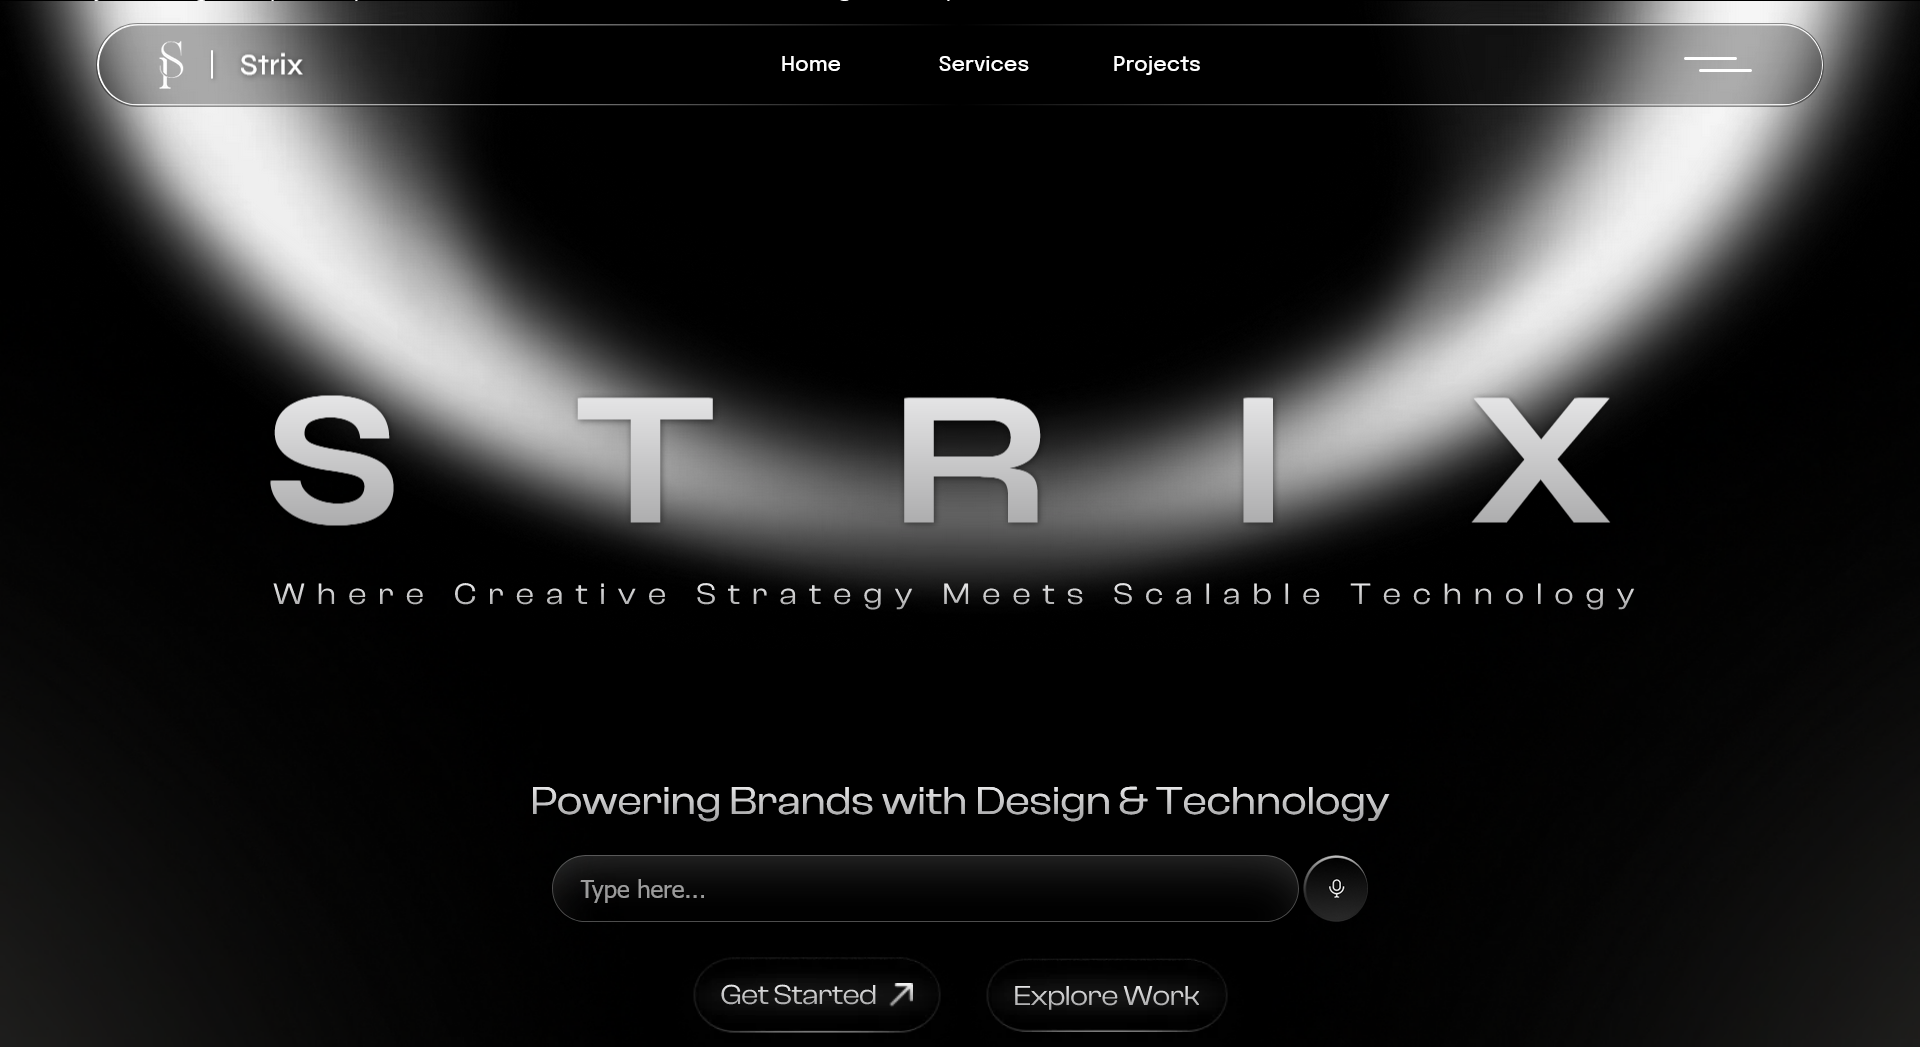 SP | Strix
Home Services Projects
STRIX
Where Creative Strategy Meets Scalable Technology
Powering Brands with Design & Technology
Type here...
Get Started
Explore Work